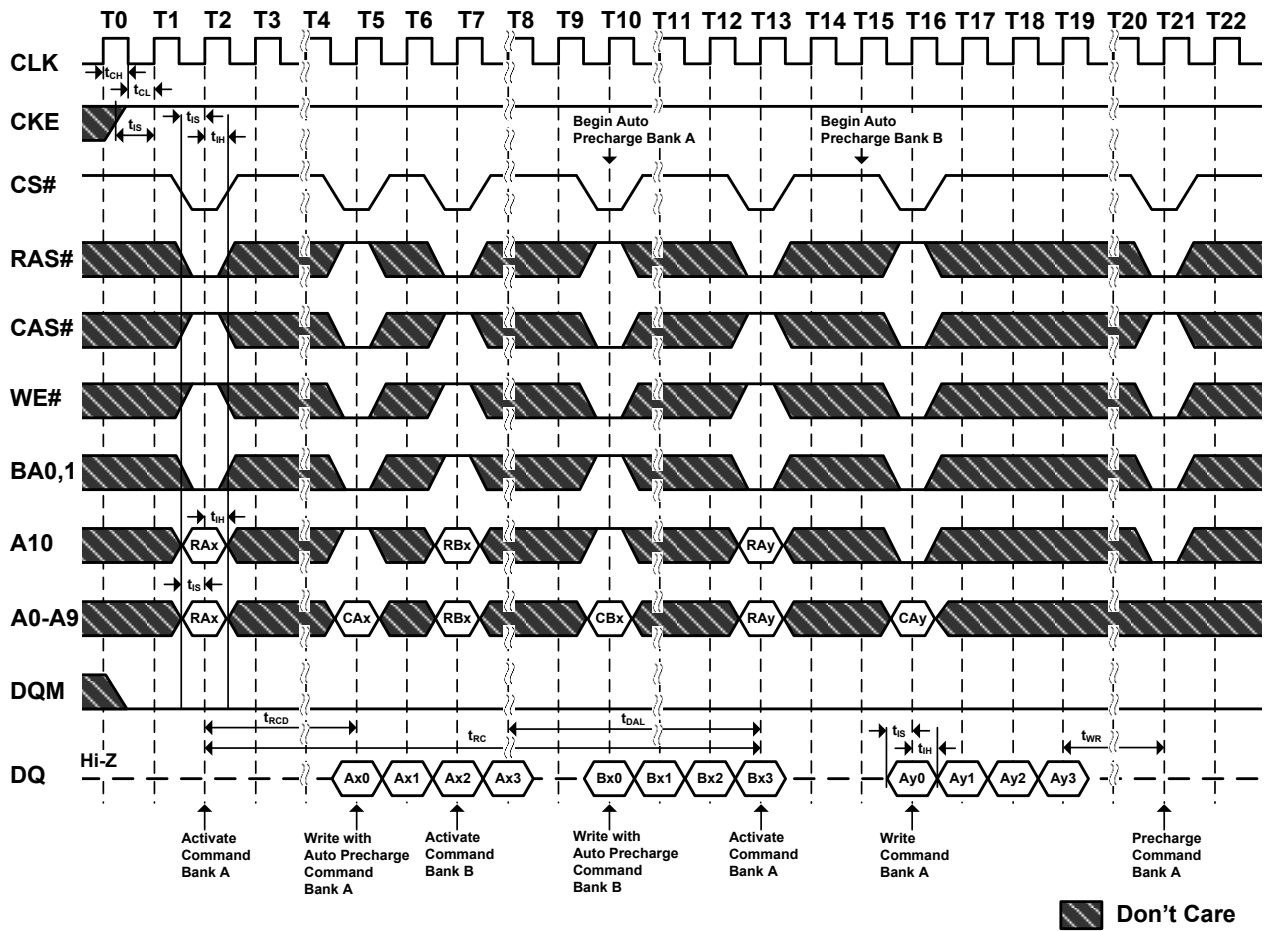 T0 T1 T2 T3 T4 T5 T6 T7 T8 T9 T10 T11 T12 T13 T14 T15 T16 T17 T18 T19 T20 T21 T22
CLK
tCH
tCL
CKE
tIS
tIS
tIH
Begin Auto
Precharge Bank A
Begin Auto
Precharge Bank B
CS#
RAS#
CAS#
WE#
BA0,1
tIH
A10
RAx RBx RAy
tIS
A0-A9
RAx CAx RBx CBx RAy CAy
DQM
tRCD
tDAL
tRC
tIS
tIH
tWR
Hi-Z
DQ
Ax0 Ax1 Ax2 Ax3 Bx0 Bx1 Bx2 Bx3 Ay0 Ay1 Ay2 Ay3
Activate
Command
Bank A
Write with
Auto Precharge
Command
Bank A
Activate
Command
Bank B
Write with
Auto Precharge
Command
Bank B
Activate
Command
Bank A
Write
Command
Bank A
Precharge
Command
Bank A
Don't Care